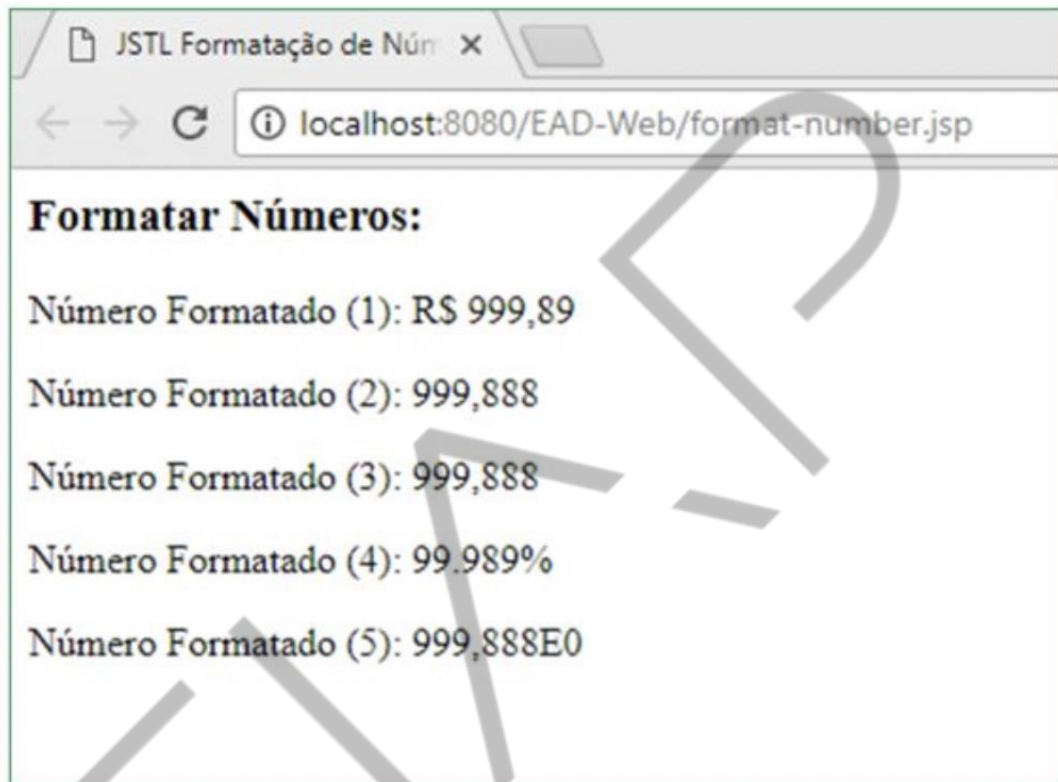 JSTL Formatação de Núm
localhost:8080/EAD-Web/format-number.jsp
Formatar Números:
Número Formatado (1): R$ 999,89
Número Formatado (2): 999,888
Número Formatado (3): 999,888
Número Formatado (4): 99.989%
Número Formatado (5): 999,888E0